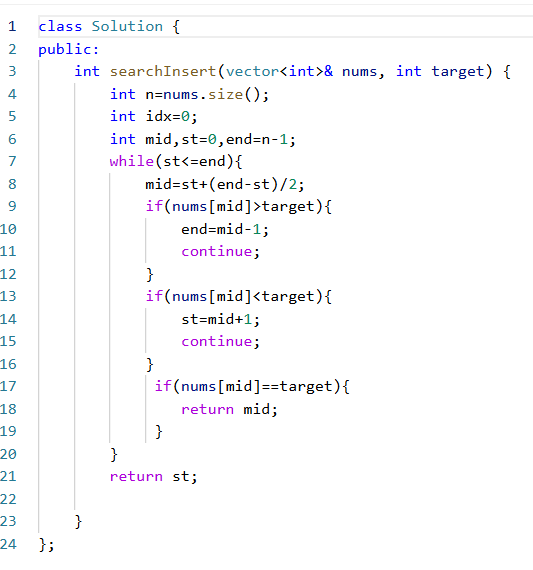 1 class Solution {
2 public:
3     int searchInsert(vector<int>& nums, int target) {
4         int n=nums.size();
5         int idx=0;
6         int mid,st=0,end=n-1;
7         while(st<=end){
8             mid=st+(end-st)/2;
9             if(nums[mid]>target){
10                 end=mid-1;
11                 continue;
12             }
13             if(nums[mid]<target){
14                 st=mid+1;
15                 continue;
16             }
17              if(nums[mid]==target){
18                 return mid;
19              }
20         }
21         return st;
22
23     }
24 };